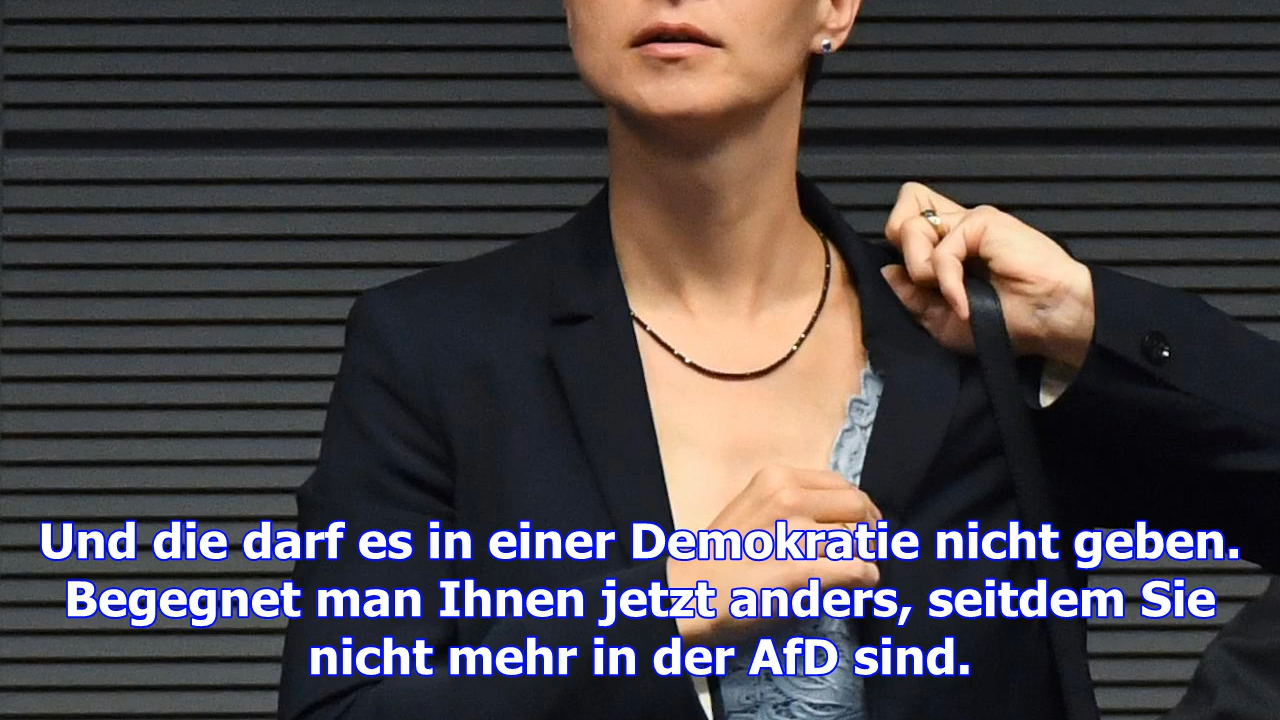 Und die darf es in einer Demokratie nicht geben.
Begegnet man Ihnen jetzt anders, seitdem Sie
nicht mehr in der AfD sind.